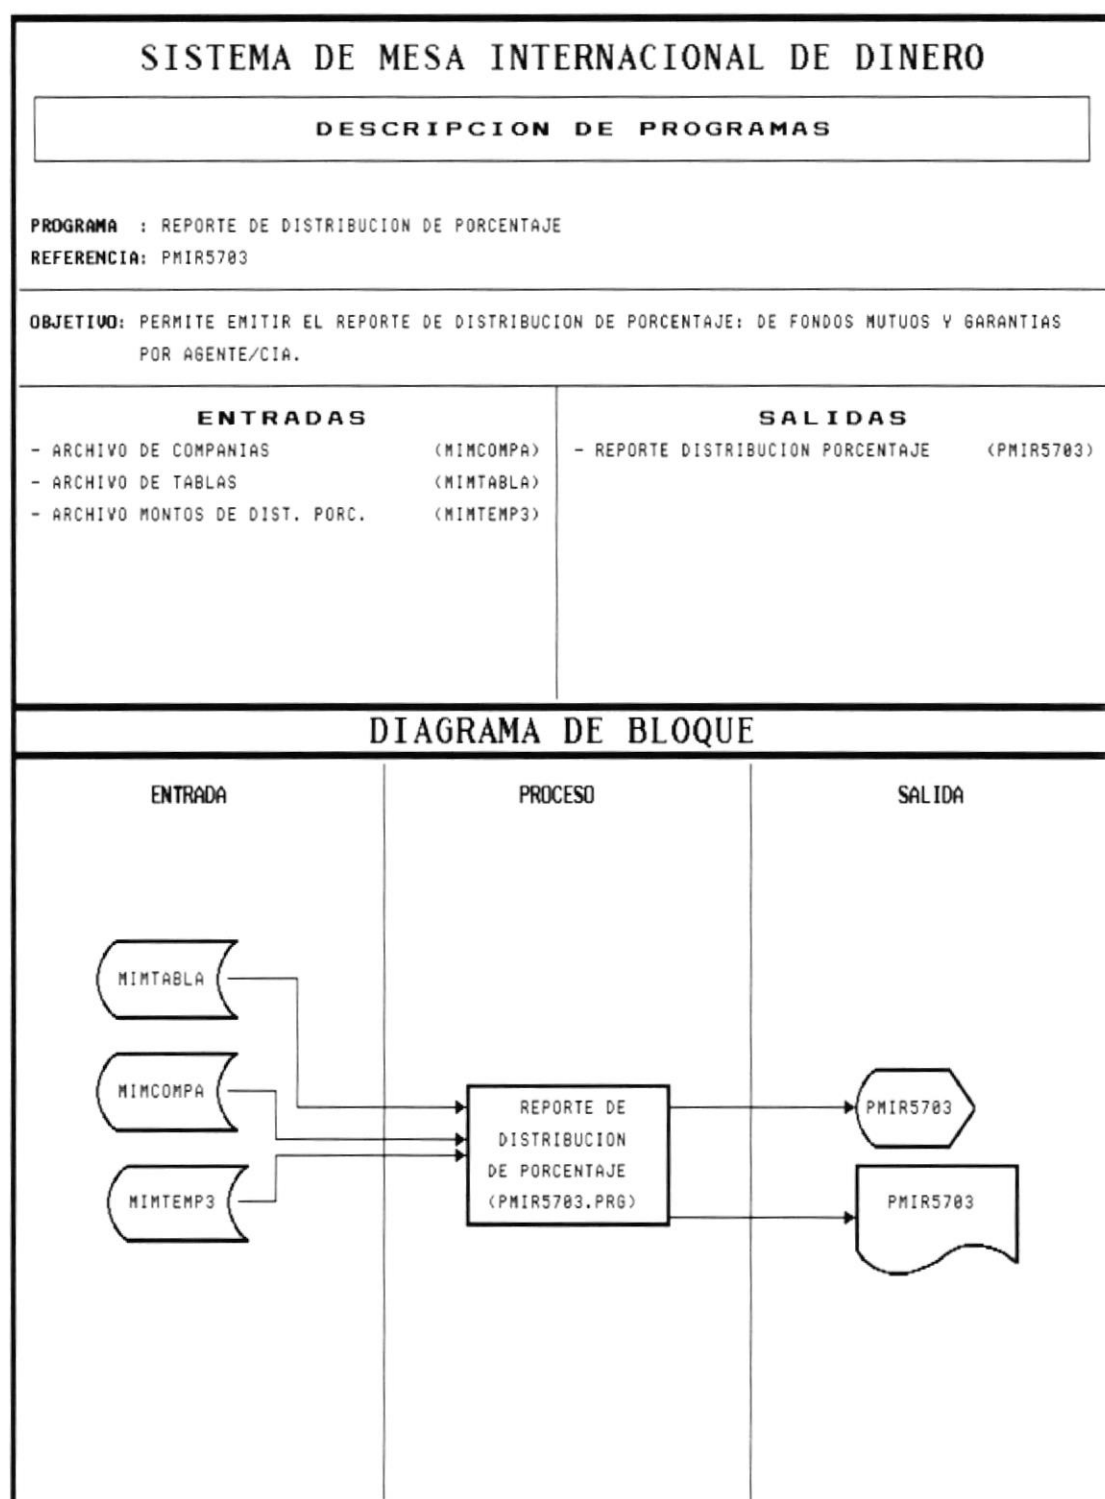 SISTEMA DE MESA INTERNACIONAL DE DINERO
DESCRIPCION DE PROGRAMAS
PROGRAMA : REPORTE DE DISTRIBUCION DE PORCENTAJE
REFERENCIA: PMIR5703
OBJETIVO: PERMITE EMITIR EL REPORTE DE DISTRIBUCION DE PORCENTAJE: DE FONDOS MUTUOS Y GARANTIAS
POR AGENTE/CIA.
ENTRADAS
- ARCHIVO DE COMPANIAS (MIMCOMPA)
- ARCHIVO DE TABLAS (MIMTABLA)
- ARCHIVO MONTOS DE DIST. PORC. (MIMTEMP3)
SALIDAS
- REPORTE DISTRIBUCION PORCENTAJE (PMIR5703)
DIAGRAMA DE BLOQUE
ENTRADA
PROCESO
SALIDA
MIMTABLA
MIMCOMPA
MIMTEMP3
REPORTE DE
DISTRIBUCION
DE PORCENTAJE
(PMIR5703.PRG)
PMIR5703
PMIR5703